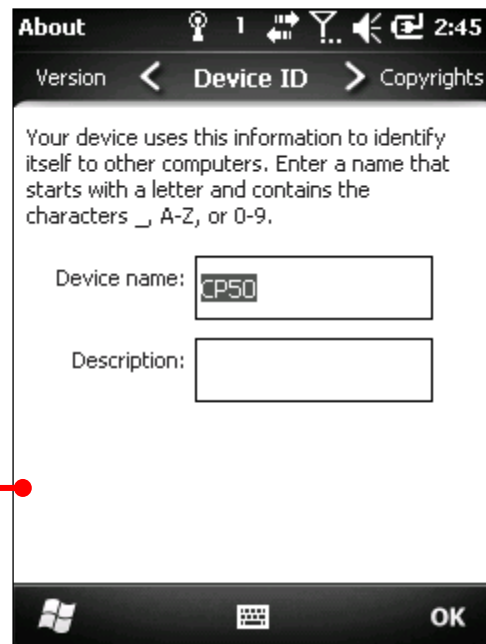 About 1 2:45
Version Device ID Copyrights
Your device uses this information to identify
itself to other computers. Enter a name that
starts with a letter and contains the
characters _, A-Z, or 0-9.
Device name: CP50
Description:
OK